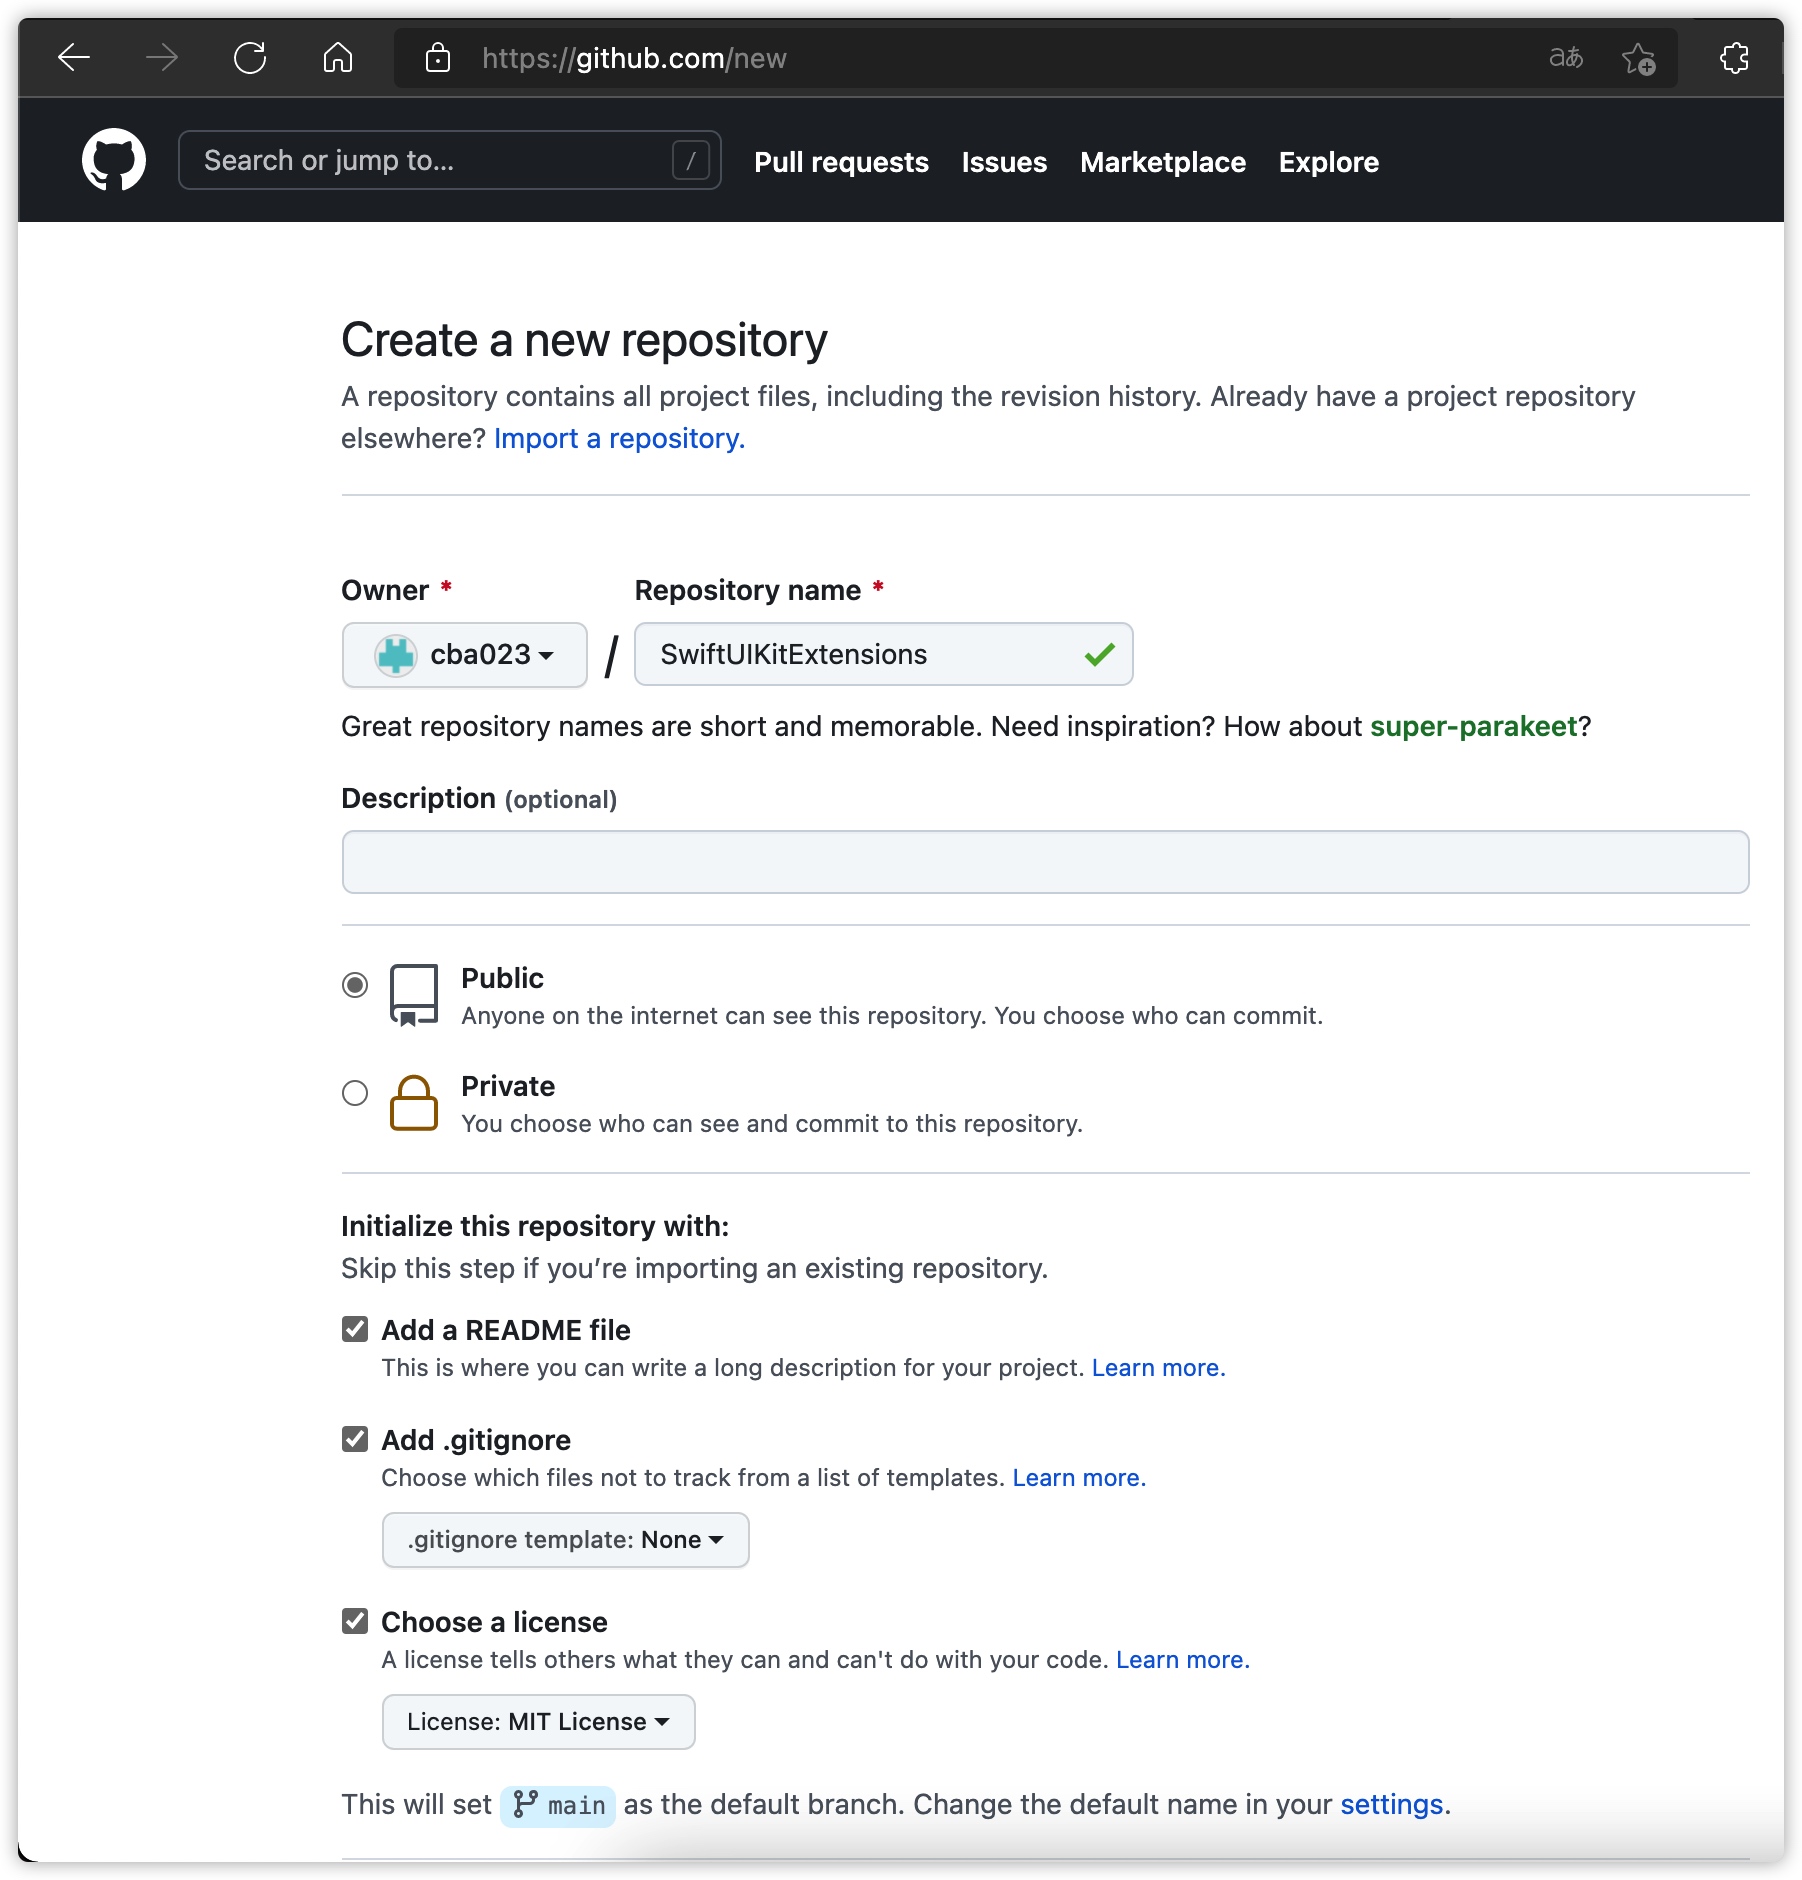 https://github.com/new
aあ
Search or jump to...
/
Pull requests Issues Marketplace Explore
Create a new repository
A repository contains all project files, including the revision history. Already have a project repository
elsewhere? Import a repository.
Owner * Repository name *
cba023 / SwiftUIKitExtensions
Great repository names are short and memorable. Need inspiration? How about super-parakeet?
Description (optional)
Public
Anyone on the internet can see this repository. You choose who can commit.
Private
You choose who can see and commit to this repository.
Initialize this repository with:
Skip this step if you’re importing an existing repository.
Add a README file
This is where you can write a long description for your project. Learn more.
Add .gitignore
Choose which files not to track from a list of templates. Learn more.
.gitignore template: None
Choose a license
A license tells others what they can and can't do with your code. Learn more.
License: MIT License
This will set main as the default branch. Change the default name in your settings.